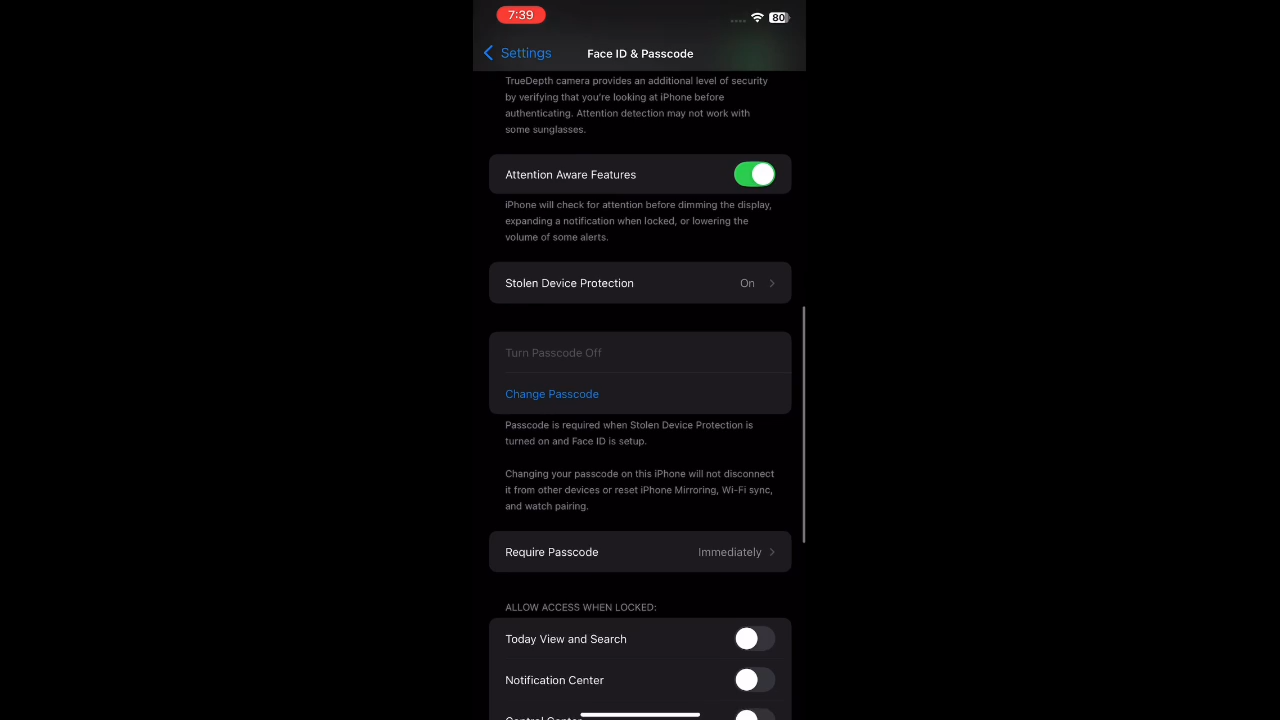 7:39
80
Settings
Face ID & Passcode
TrueDepth camera provides an additional level of security
by verifying that you're looking at iPhone before
authenticating. Attention detection may not work with
some sunglasses.
Attention Aware Features
iPhone will check for attention before dimming the display,
expanding a notification when locked, or lowering the
volume of some alerts.
Stolen Device Protection On
Turn Passcode Off
Change Passcode
Passcode is required when Stolen Device Protection is
turned on and Face ID is setup.
Changing your passcode on this iPhone will not disconnect
it from other devices or reset iPhone Mirroring, Wi-Fi sync,
and watch pairing.
Require Passcode Immediately
ALLOW ACCESS WHEN LOCKED:
Today View and Search
Notification Center
Control Center